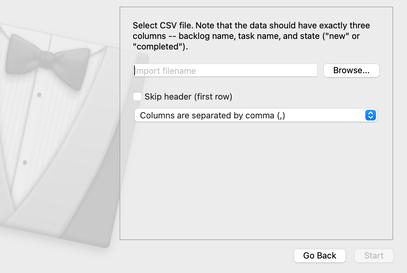 Select CSV file. Note that the data should have exactly three
columns -- backlog name, task name, and state ("new" or
"completed").
Import filename
Browse...
Skip header (first row)
Columns are separated by comma (,)
Go Back
Start